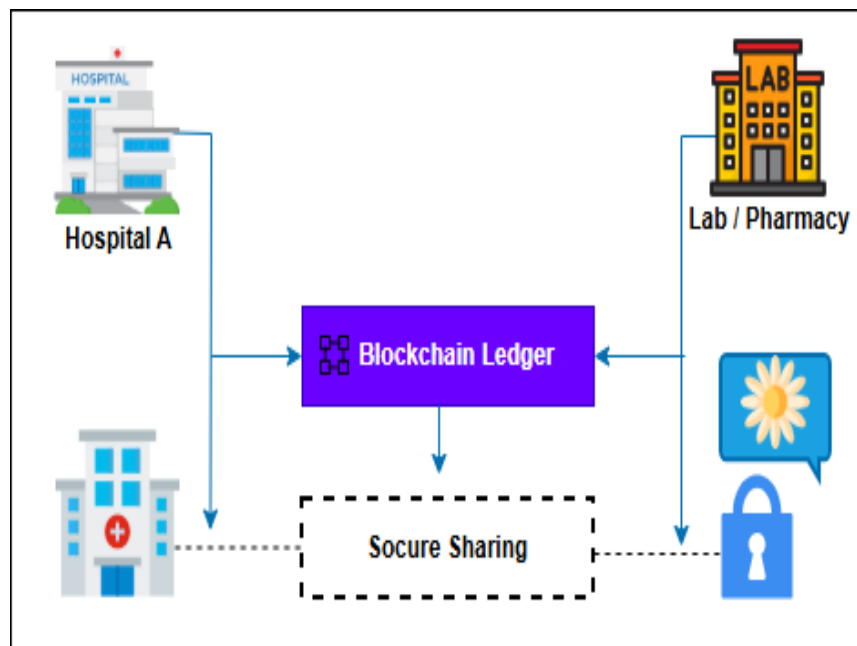 HOSPITAL
LAB
Hospital A
Lab / Pharmacy
Blockchain Ledger
Socure Sharing